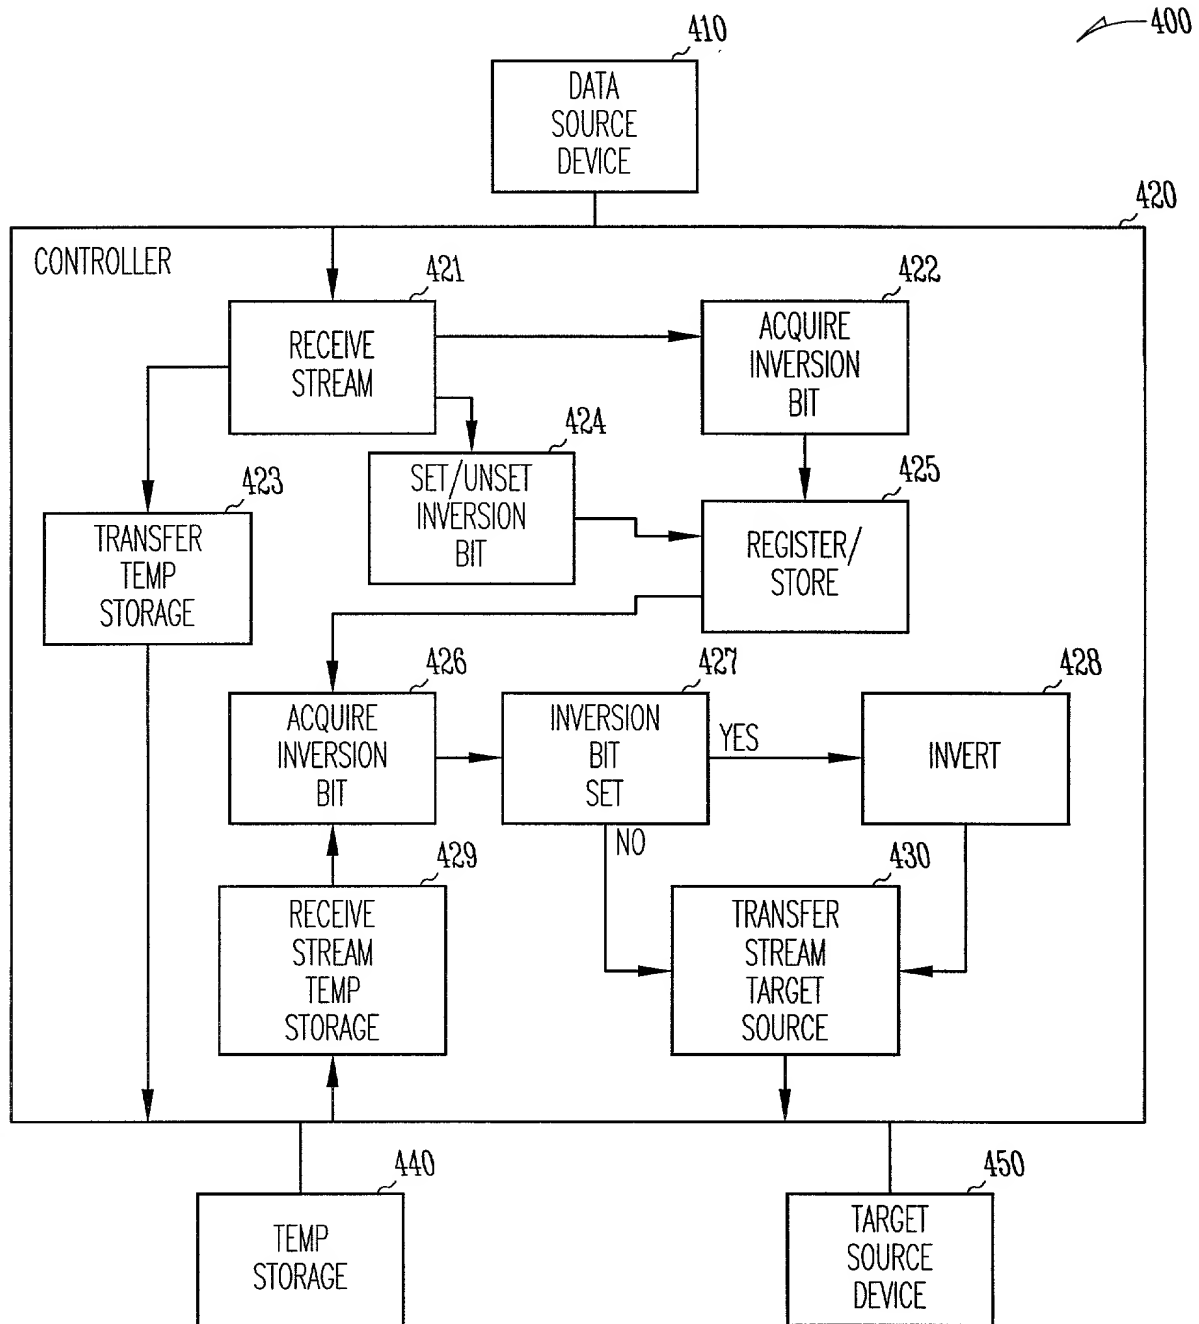 400
410
DATA
SOURCE
DEVICE
420
CONTROLLER
421
RECEIVE
STREAM
422
ACQUIRE
INVERSION
BIT
423
TRANSFER
TEMP
STORAGE
424
SET/UNSET
INVERSION
BIT
425
REGISTER/
STORE
426
ACQUIRE
INVERSION
BIT
427
INVERSION
BIT
SET
YES
NO
428
INVERT
429
RECEIVE
STREAM
TEMP
STORAGE
430
TRANSFER
STREAM
TARGET
SOURCE
440
TEMP
STORAGE
450
TARGET
SOURCE
DEVICE